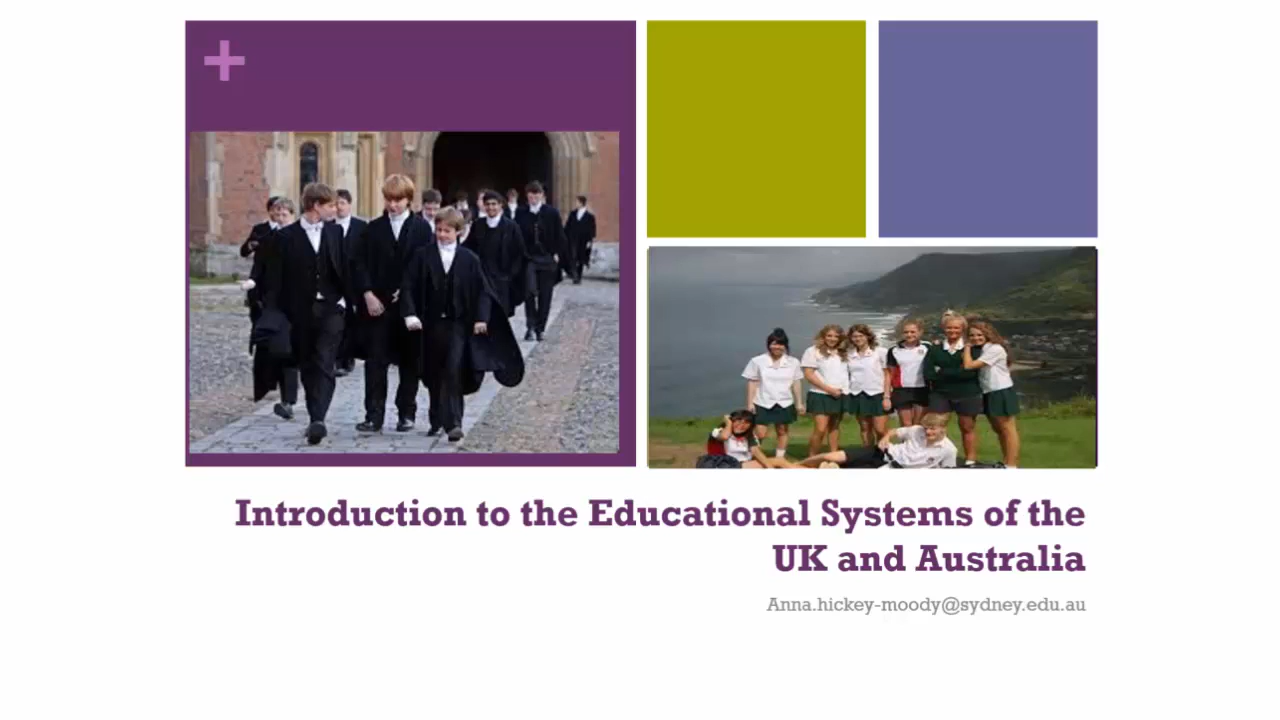 +
Introduction to the Educational Systems of the
UK and Australia
Anna.hickey-moody@sydney.edu.au